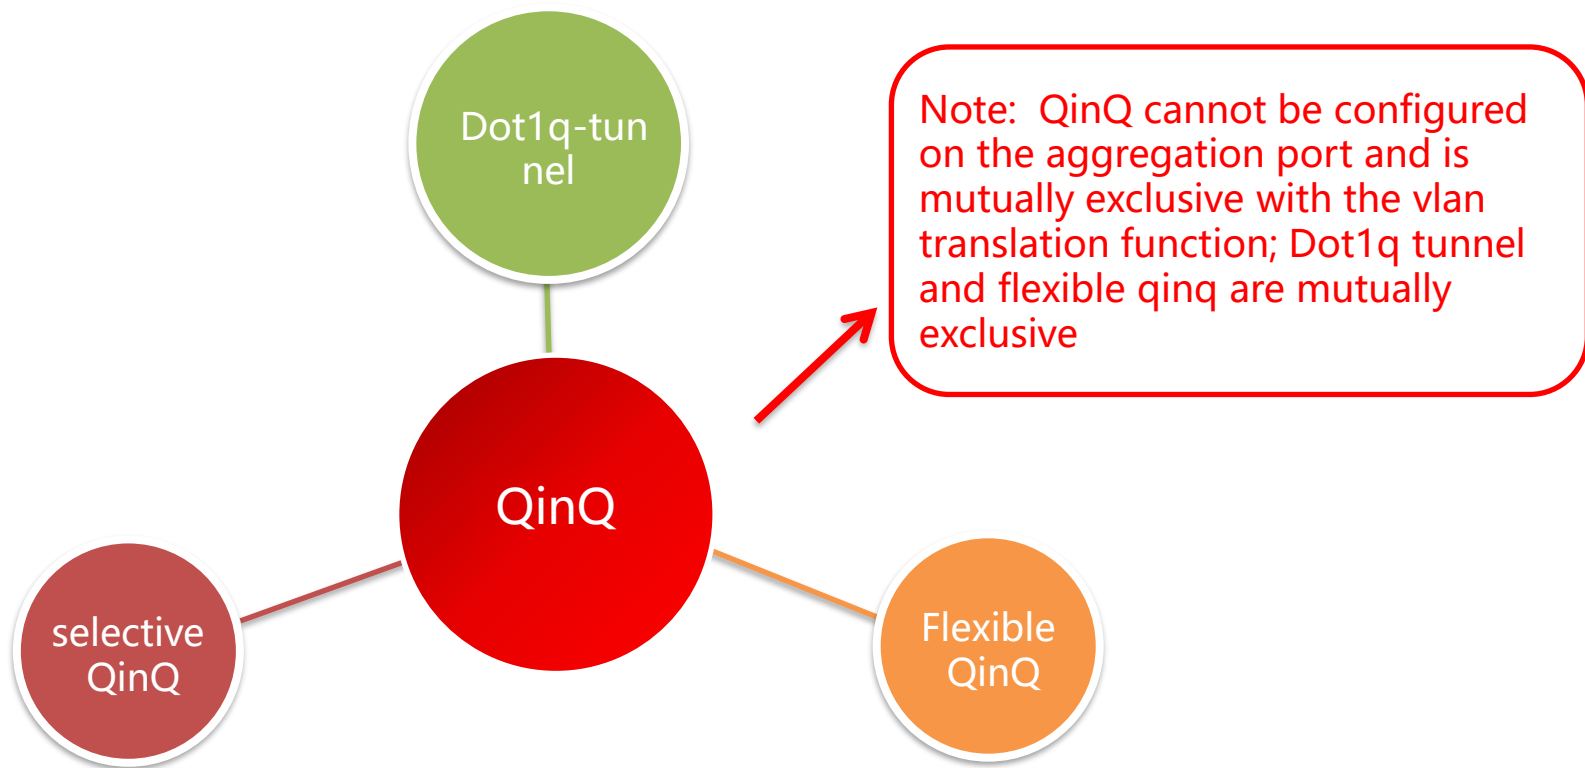 Dot1q-tun
nel
Note:  QinQ cannot be configured
on the aggregation port and is
mutually exclusive with the vlan
translation function; Dot1q tunnel
and flexible qinq are mutually
exclusive
QinQ
selective
QinQ
Flexible
QinQ